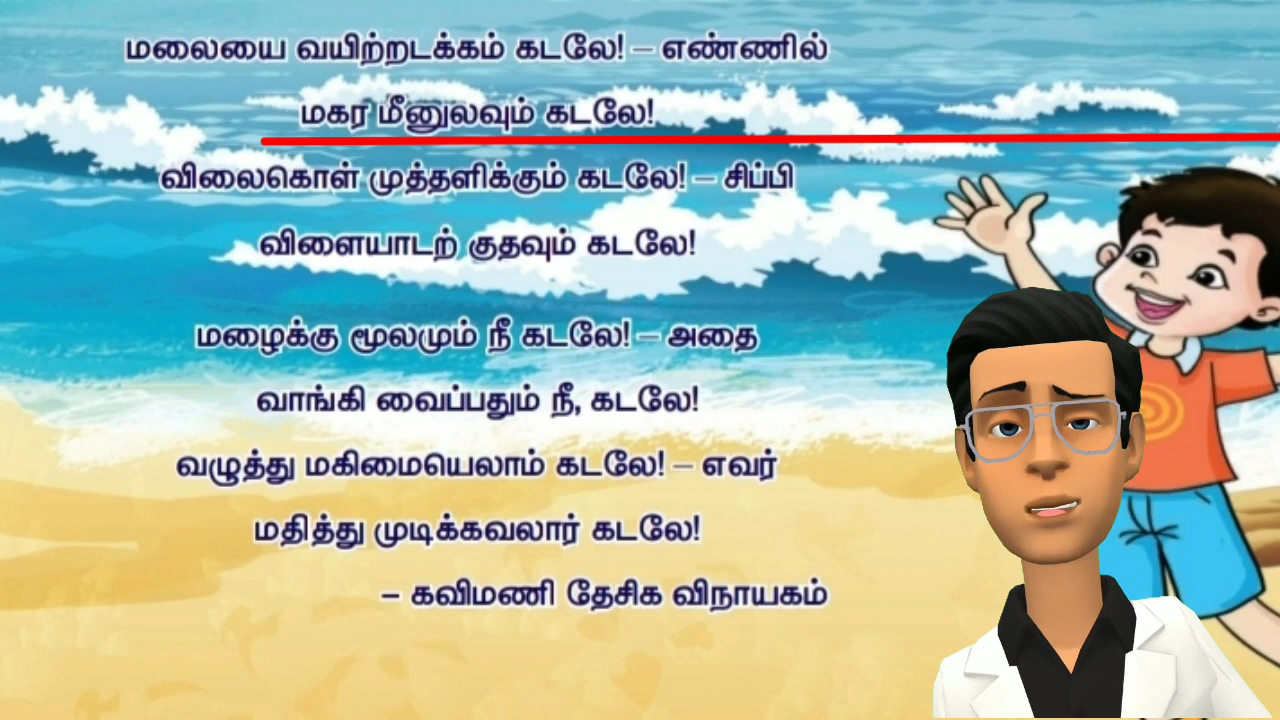 மலையை வயிற்றடக்கம் கடலே! – எண்ணில்
மகர மீனுலவும் கடலே!
விலைகொள் முத்தளிக்கும் கடலே! – சிப்பி
விளையாடற் குதவும் கடலே!
மழைக்கு மூலமும் நீ கடலே! – அதை
வாங்கி வைப்பதும் நீ, கடலே!
வழுத்து மகிமையெலாம் கடலே! – எவர்
மதித்து முடிக்கவலார் கடலே!
– கவிமணி தேசிக விநாயகம்